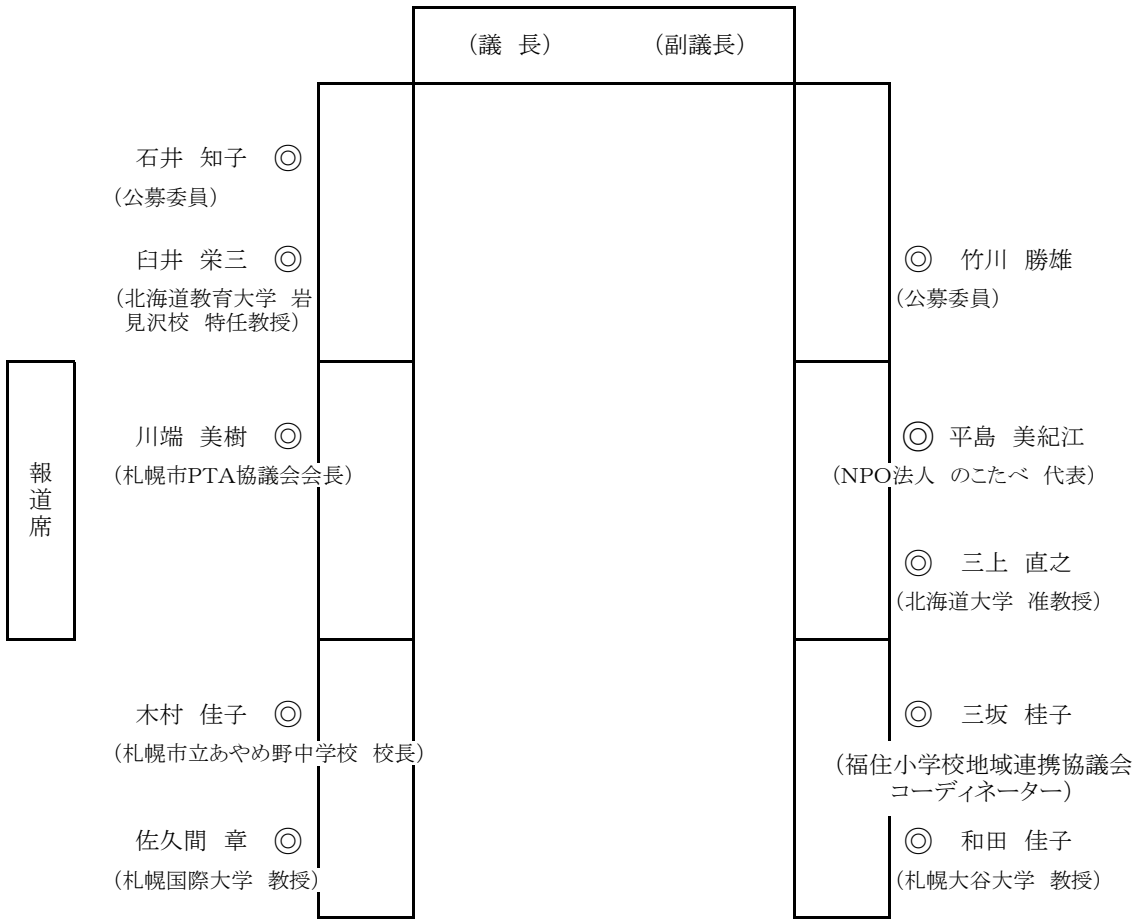 (議 長) (副議長)
石井 知子 ◎
(公募委員)
臼井 栄三 ◎
(北海道教育大学 岩
見沢校 特任教授)
川端 美樹 ◎
(札幌市PTA協議会会長)
木村 佳子 ◎
(札幌市立あやめ野中学校 校長)
佐久間 章 ◎
(札幌国際大学 教授)
報道席
◎ 竹川 勝雄
(公募委員)
◎ 平島 美紀江
(NPO法人 のこたべ 代表)
◎ 三上 直之
(北海道大学 准教授)
◎ 三坂 桂子
(福住小学校地域連携協議会
コーディネーター)
◎ 和田 佳子
(札幌大谷大学 教授)